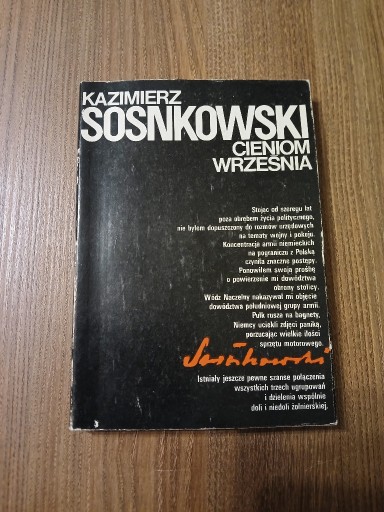 KAZIMIERZ
SOSNKOWSKI
CIENIOM
WRZEŚNIA
Stojąc od szeregu lat
poza obrębem życia politycznego,
nie byłem dopuszczony do rozmów urzędowych
na tematy wojny i pokoju.
Koncentracja armii niemieckich
na pograniczu z Polską
czyniła znaczne postępy.
Ponowiłem swoją prośbę
o powierzenie mi dowództwa
obrony stolicy.
Wódz Naczelny nakazywał mi objęcie
dowództwa południowej grupy armii.
Pułk rusza na bagnety,
Niemcy uciekli zdjęci paniką,
porzucając wielkie ilości
sprzętu motorowego.
Sosnkowski
Istniały jeszcze pewne szanse połączenia
wszystkich trzech ugrupowań
i dzielenia wspólnie
doli i niedoli żołnierskiej.